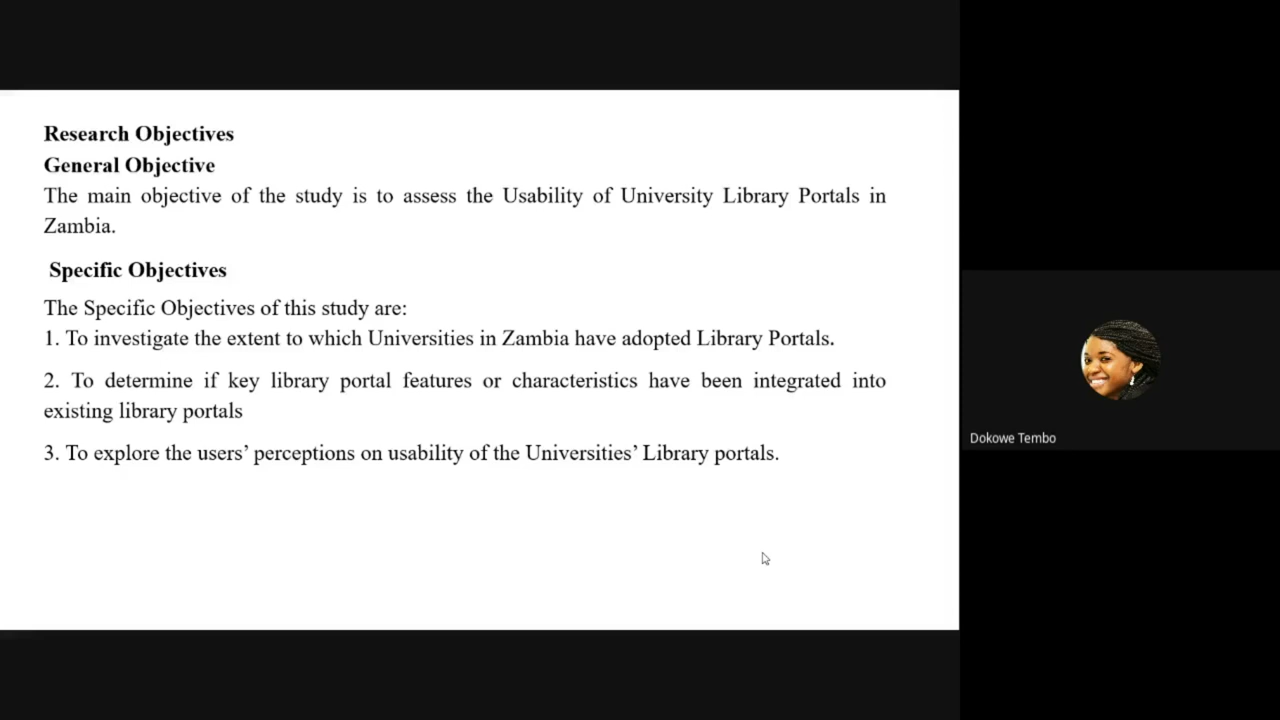 Research Objectives
General Objective
The main objective of the study is to assess the Usability of University Library Portals in
Zambia.
Specific Objectives
The Specific Objectives of this study are:
1. To investigate the extent to which Universities in Zambia have adopted Library Portals.
2. To determine if key library portal features or characteristics have been integrated into
existing library portals
3. To explore the users’ perceptions on usability of the Universities’ Library portals.
Dokowe Tembo